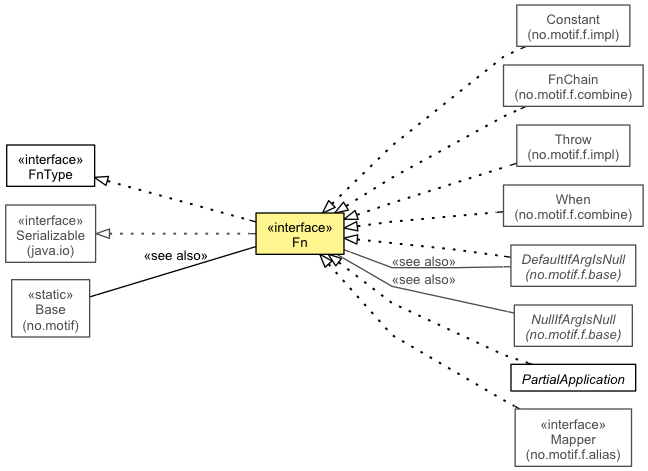 «interface»
FnType
«interface»
Serializable
(java.io)
«static»
Base
(no.motif)
«see also»
«interface»
Fn
«see also»
«see also»
Constant
(no.motif.f.impl)
FnChain
(no.motif.f.combine)
Throw
(no.motif.f.impl)
When
(no.motif.f.combine)
DefaultIfArgIsNull
(no.motif.f.base)
NullIfArgIsNull
(no.motif.f.base)
PartialApplication
«interface»
Mapper
(no.motif.f.alias)